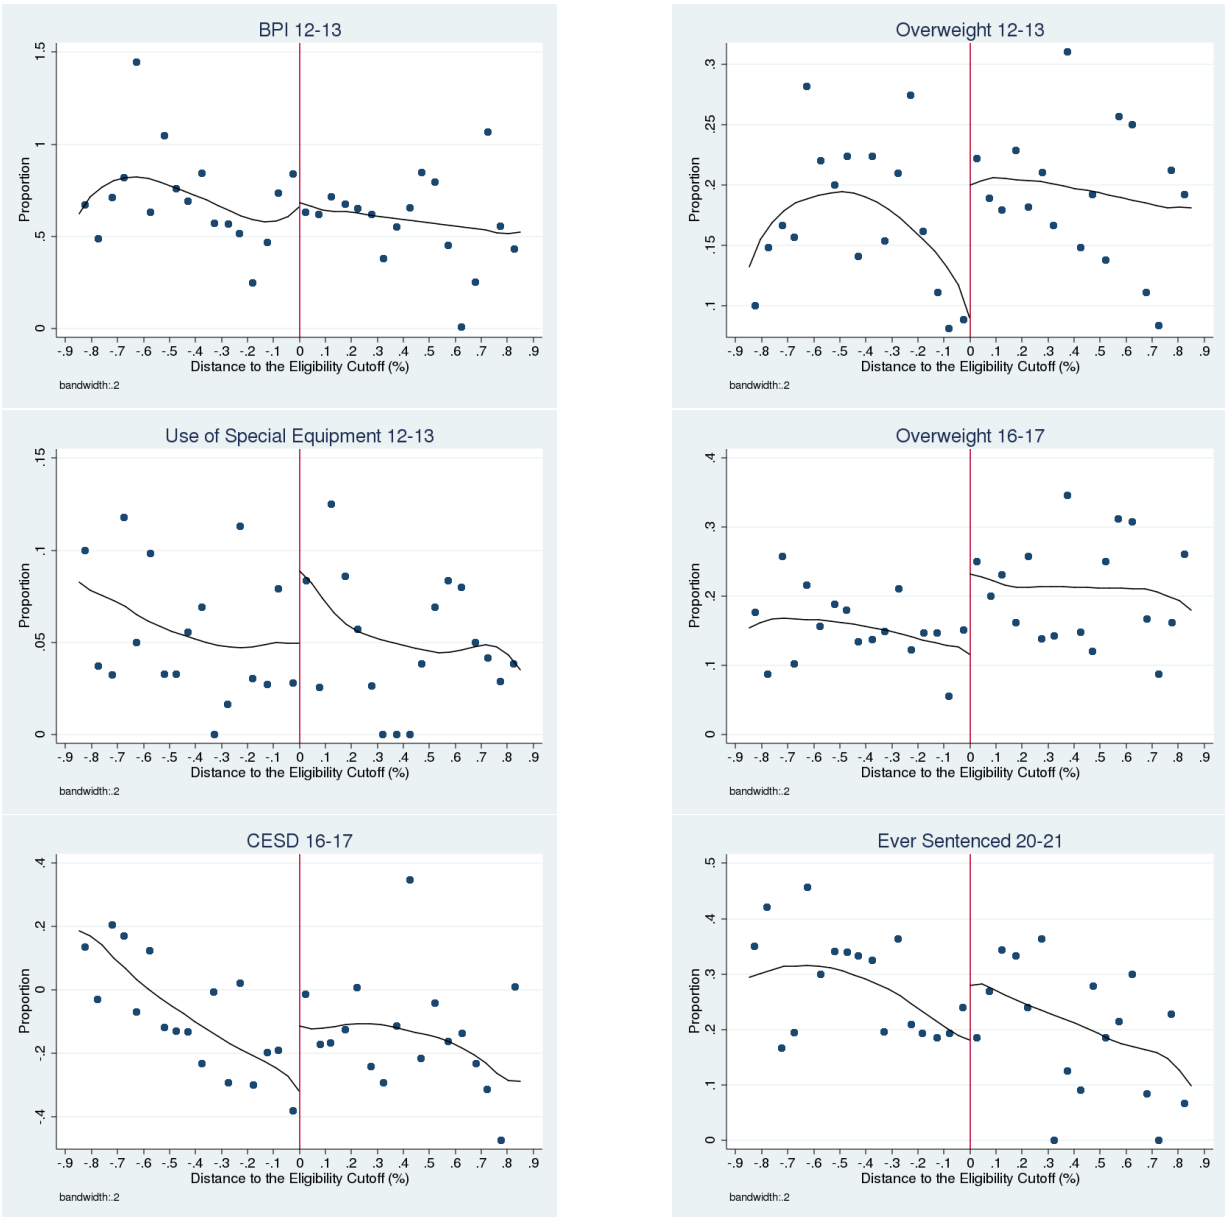 BPI 12-13
1.5
1
.5
0
Proportion
-.9 -.8 -.7 -.6 -.5 -.4 -.3 -.2 -.1 0 .1 .2 .3 .4 .5 .6 .7 .8 .9
Distance to the Eligibility Cutoff (%)
bandwidth:.2
Overweight 12-13
.3
.25
.2
.15
.1
Proportion
-.9 -.8 -.7 -.6 -.5 -.4 -.3 -.2 -.1 0 .1 .2 .3 .4 .5 .6 .7 .8 .9
Distance to the Eligibility Cutoff (%)
bandwidth:.2
Use of Special Equipment 12-13
.15
.1
.05
0
Proportion
-.9 -.8 -.7 -.6 -.5 -.4 -.3 -.2 -.1 0 .1 .2 .3 .4 .5 .6 .7 .8 .9
Distance to the Eligibility Cutoff (%)
bandwidth:.2
Overweight 16-17
.4
.3
.2
.1
0
Proportion
-.9 -.8 -.7 -.6 -.5 -.4 -.3 -.2 -.1 0 .1 .2 .3 .4 .5 .6 .7 .8 .9
Distance to the Eligibility Cutoff (%)
bandwidth:.2
CESD 16-17
.4
.2
0
-.2
-.4
Proportion
-.9 -.8 -.7 -.6 -.5 -.4 -.3 -.2 -.1 0 .1 .2 .3 .4 .5 .6 .7 .8 .9
Distance to the Eligibility Cutoff (%)
bandwidth:.2
Ever Sentenced 20-21
.5
.4
.3
.2
.1
0
Proportion
-.9 -.8 -.7 -.6 -.5 -.4 -.3 -.2 -.1 0 .1 .2 .3 .4 .5 .6 .7 .8 .9
Distance to the Eligibility Cutoff (%)
bandwidth:.2